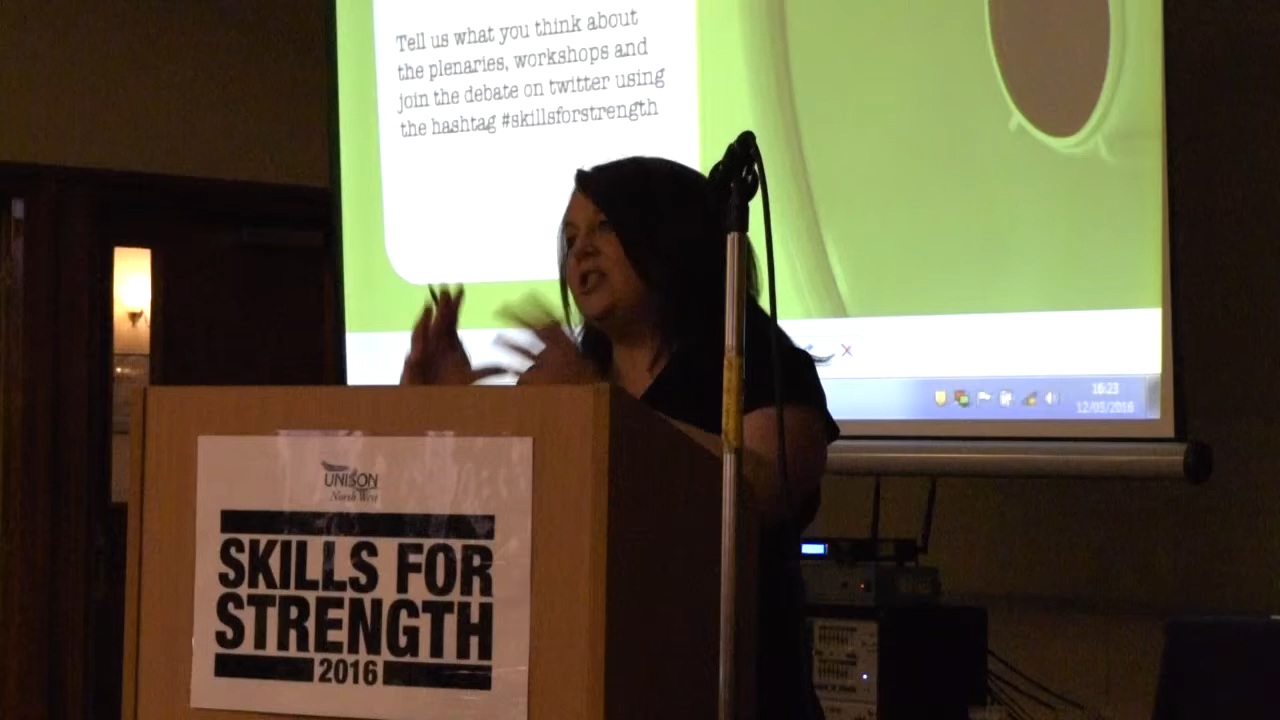 Tell us what you think about
the plenaries, workshops and
join the debate on twitter using
the hashtag #skillsforstrength
16:23
12/05/2016
UNISON
North West
SKILLS FOR
STRENGTH
2016